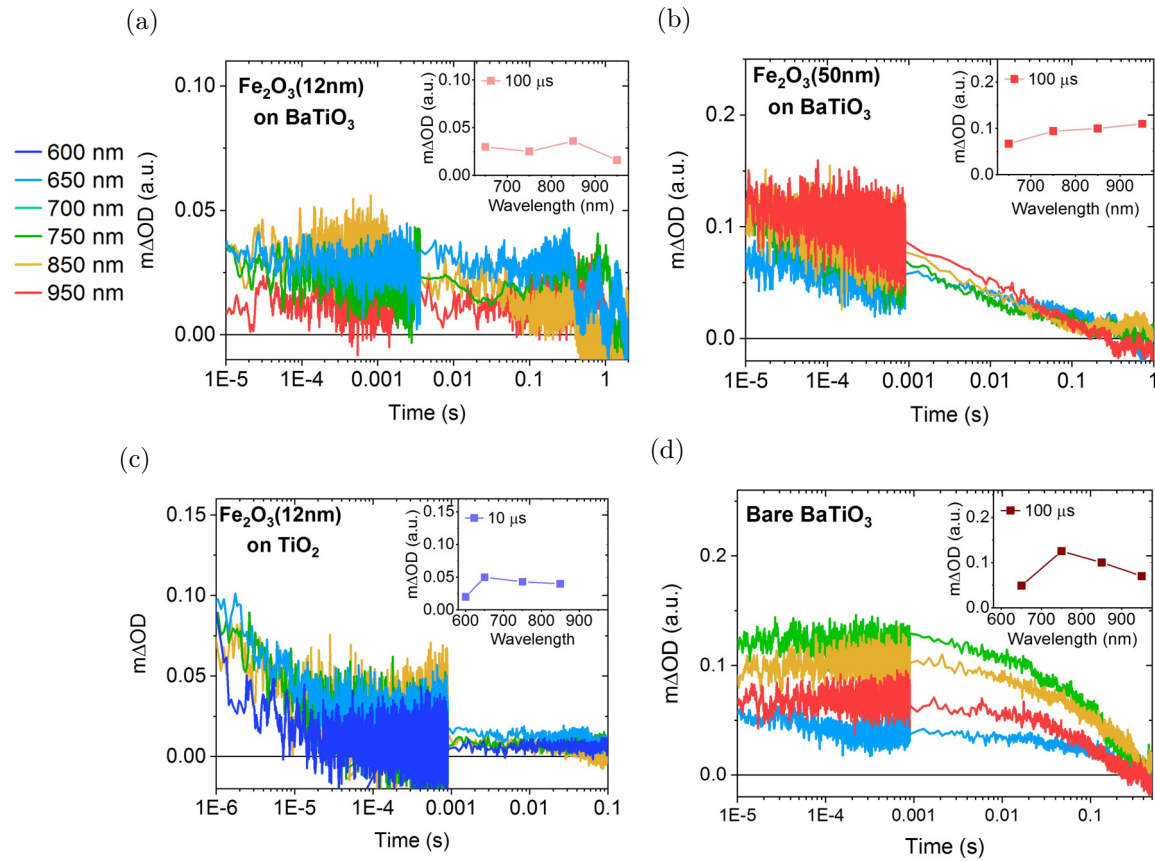 (a)
(b)
Fe₂O₃(12nm)
on BaTiO₃
0.10
0.05
0.00
mΔOD (a.u.)
1E-5
1E-4
0.001
0.01
0.1
1
Time (s)
100 μs
0.10
0.05
0.00
mΔOD (a.u.)
700
800
900
Wavelength (nm)
600 nm
650 nm
700 nm
750 nm
850 nm
950 nm
Fe₂O₃(50nm)
on BaTiO₃
0.2
0.1
0.0
mΔOD (a.u.)
1E-5
1E-4
0.001
0.01
0.1
1
Time (s)
100 μs
0.2
0.1
0.0
mΔOD (a.u.)
700
800
900
Wavelength (nm)
(c)
(d)
Fe₂O₃(12nm)
on TiO₂
0.15
0.10
0.05
0.00
mΔOD
1E-6
1E-5
1E-4
0.001
0.01
0.1
Time (s)
10 μs
0.15
0.10
0.05
0.00
mΔOD (a.u.)
600
700
800
900
Wavelength
Bare BaTiO₃
0.2
0.1
0.0
mΔOD (a.u.)
1E-5
1E-4
0.001
0.01
0.1
Time (s)
100 μs
0.2
0.1
0.0
mΔOD (a.u.)
600
700
800
900
Wavelength (nm)